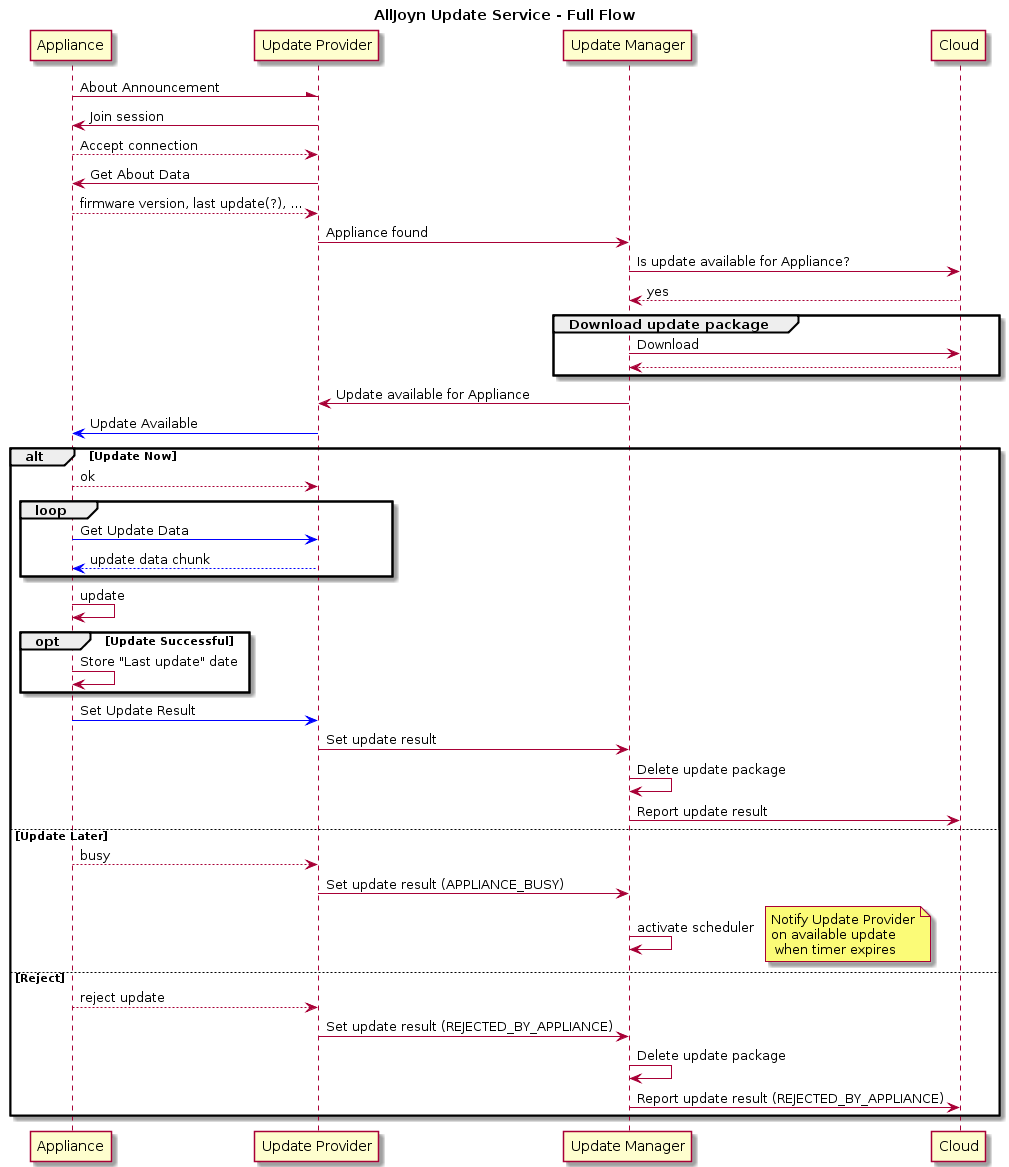 AllJoyn Update Service - Full Flow
Appliance Update Provider Update Manager Cloud
About Announcement
Join session
Accept connection
Get About Data
firmware version, last update(?), ...
Appliance found
Is update available for Appliance?
yes
Download update package
Download
Update available for Appliance
Update Available
alt [Update Now]
ok
loop
Get Update Data
update data chunk
update
opt [Update Successful]
Store "Last update" date
Set Update Result
Set update result
Delete update package
Report update result
[Update Later]
busy
Set update result (APPLIANCE_BUSY)
activate scheduler
Notify Update Provider
on available update
when timer expires
[Reject]
reject update
Set update result (REJECTED_BY_APPLIANCE)
Delete update package
Report update result (REJECTED_BY_APPLIANCE)
Appliance Update Provider Update Manager Cloud